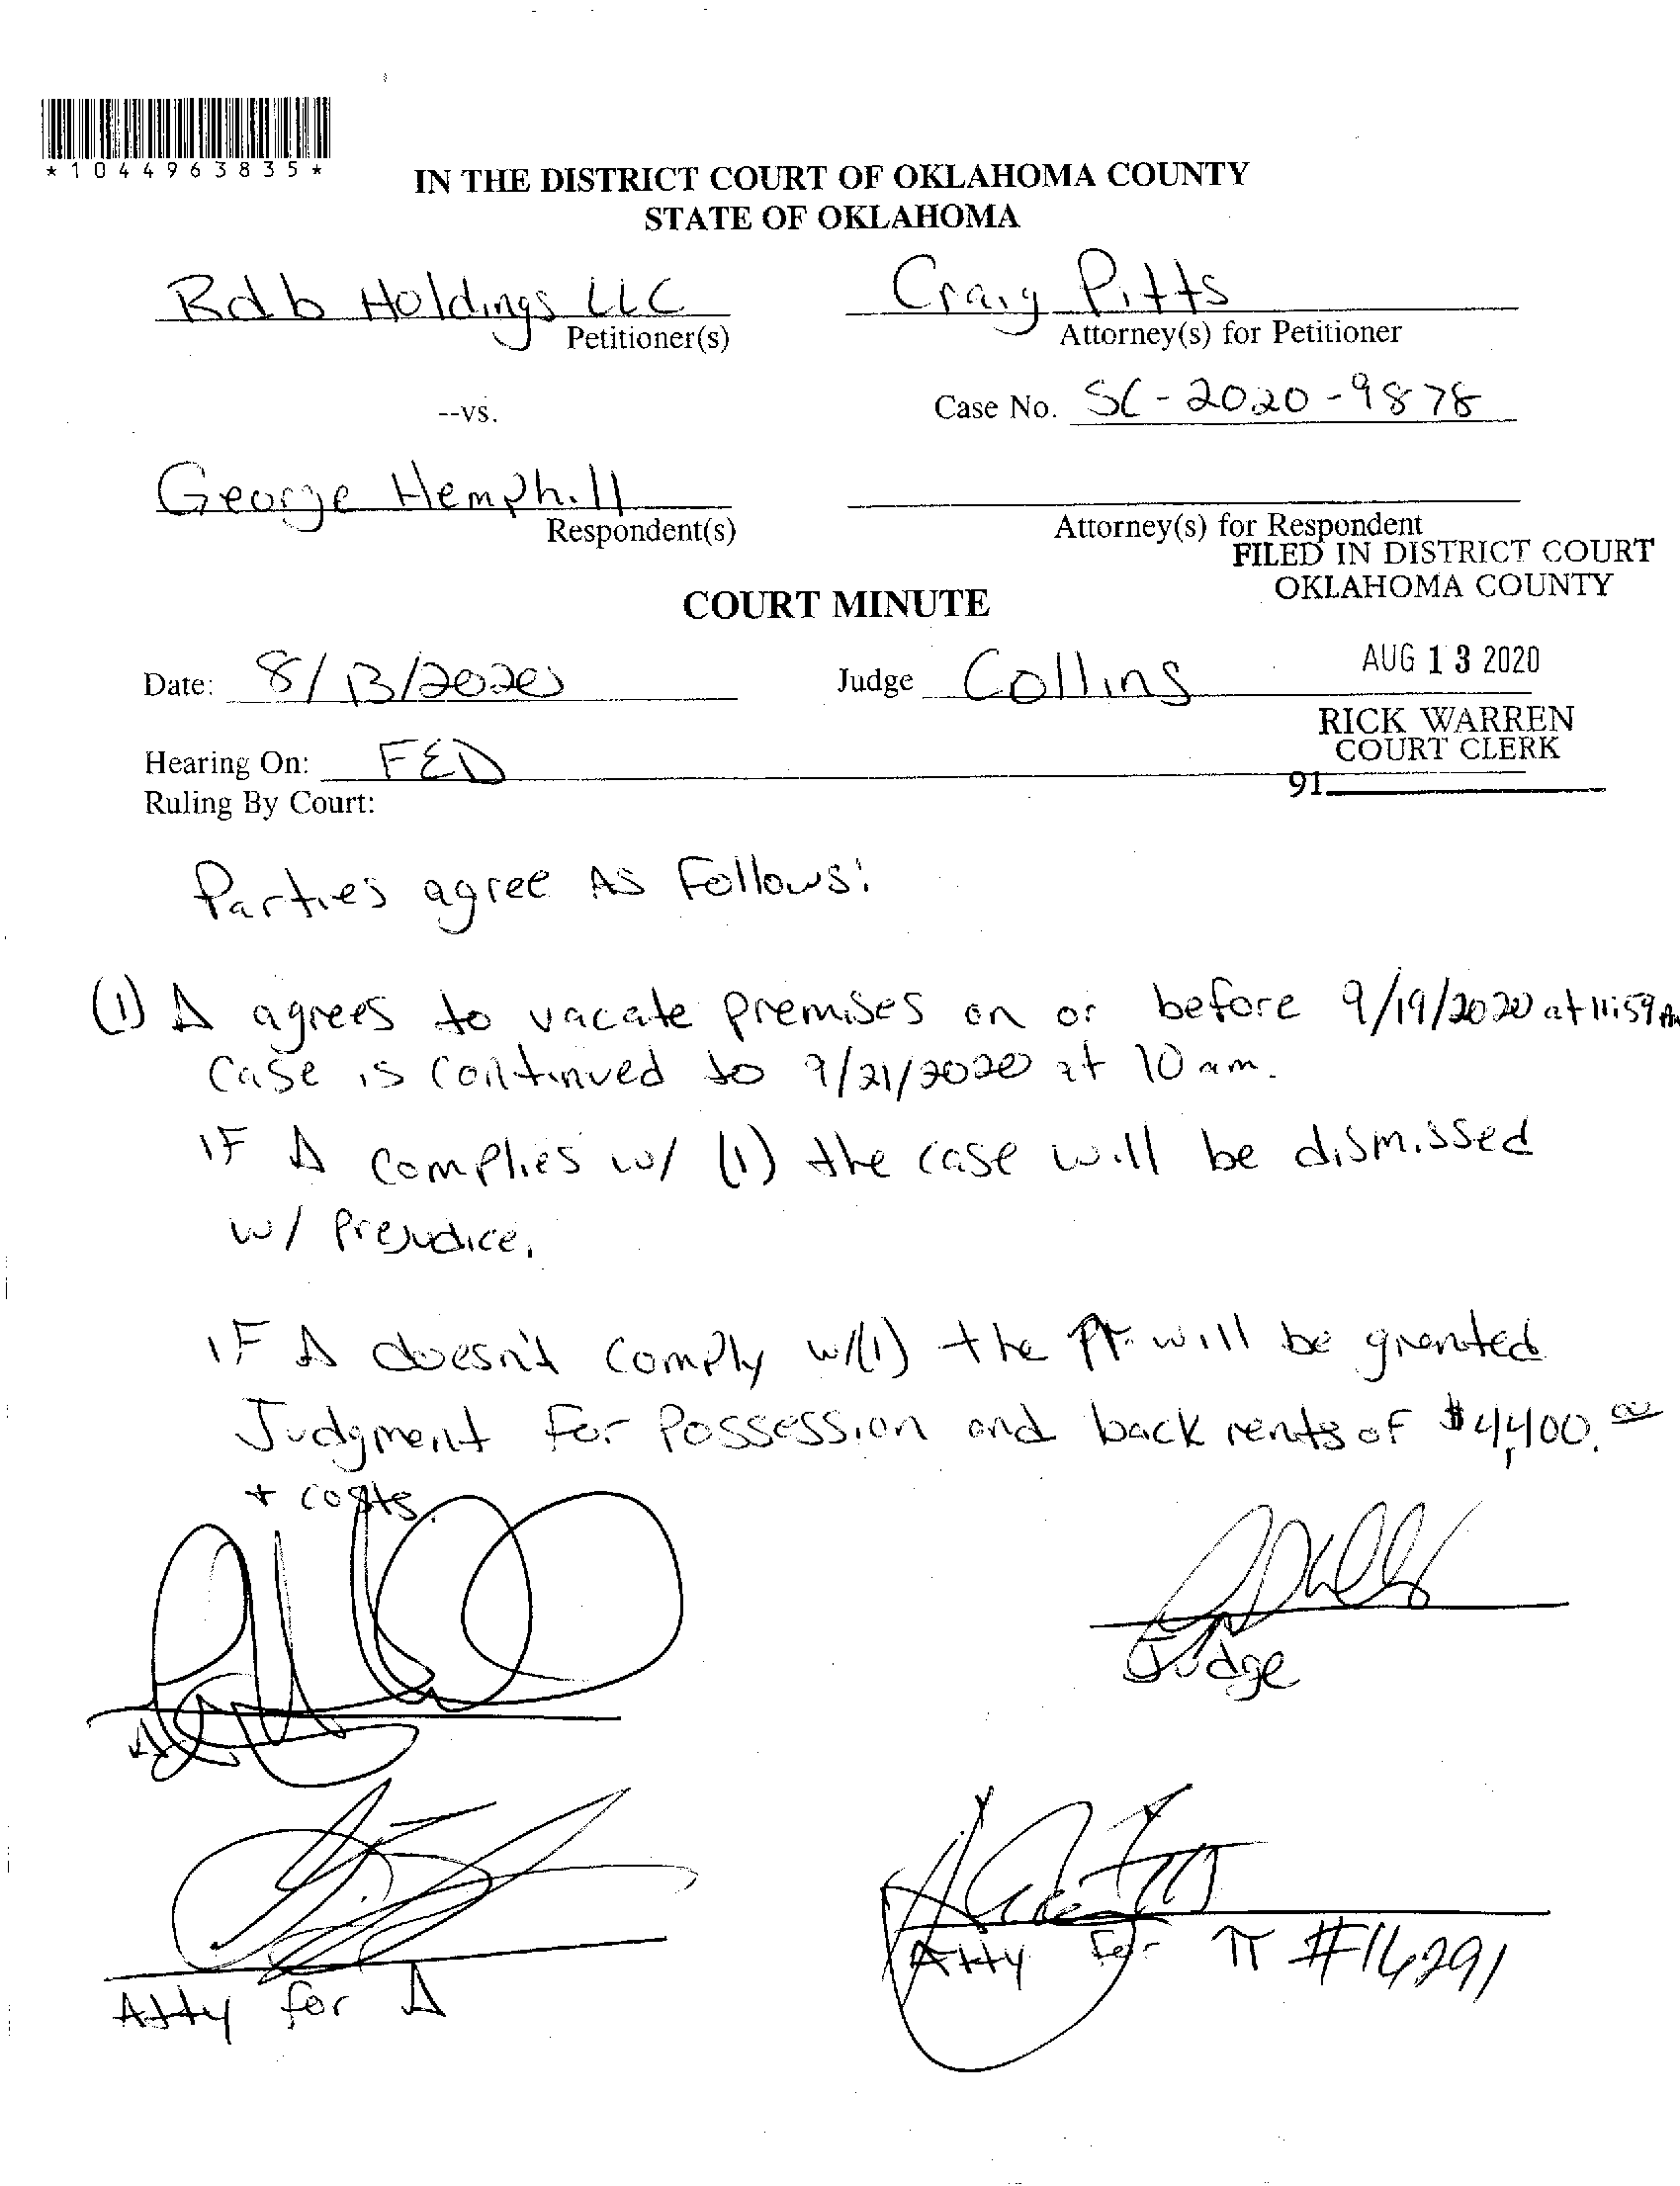 *1044963835*
IN THE DISTRICT COURT OF OKLAHOMA COUNTY
STATE OF OKLAHOMA
Rdb Holdings LLC
Petitioner(s)
Craig Pitts
Attorney(s) for Petitioner
--vs.
Case No. SC-2020-9878
George Hemphill
Respondent(s)
Attorney(s) for Respondent
FILED IN DISTRICT COURT
OKLAHOMA COUNTY
COURT MINUTE
Date: 8/13/2020
Judge Collins
AUG 13 2020
RICK WARREN
COURT CLERK
Hearing On: FED
91
Ruling By Court:
Parties agree AS Follows:
(1) Δ agrees to vacate premises on or before 9/19/2020 at 11:59
Case is continued to 9/21/2020 at 10 am.
IF Δ complies w/ (1) the case will be dismissed
w/ Prejudice.
IF Δ doesn't comply w/(1) the PT will be granted
Judgment For Possession and back rents of $4,400.00
+ costs.
Judge
Atty for Δ
Atty for π #16291